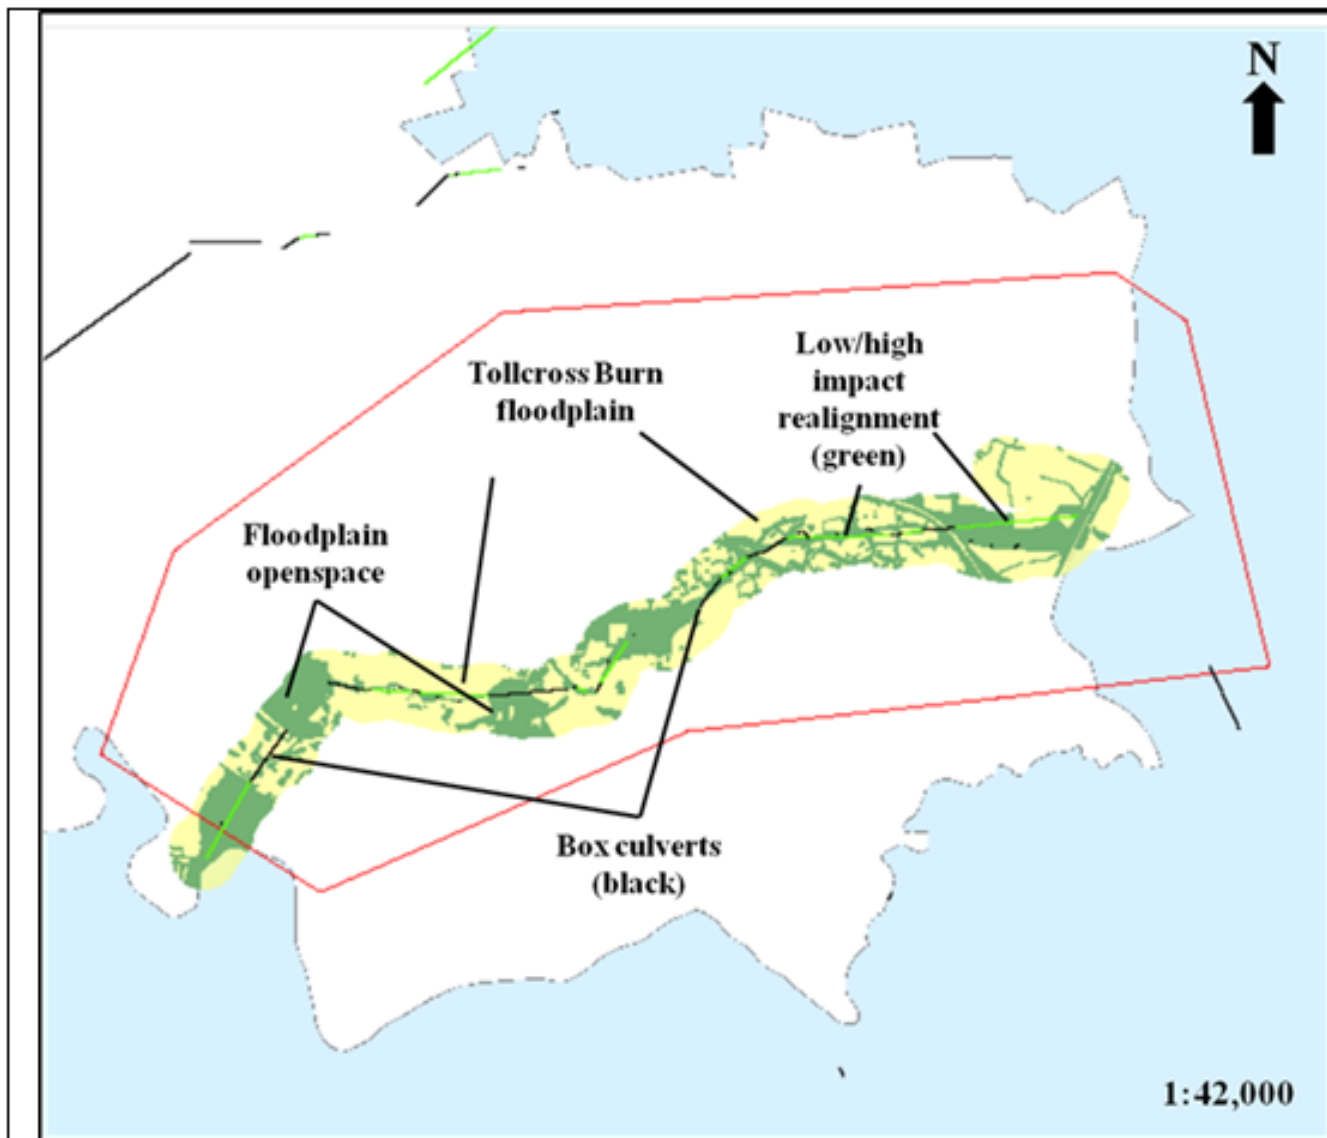 N
Low/high
impact
realignment
(green)
Tollcross Burn
floodplain
Floodplain
openspace
Box culverts
(black)
1:42,000